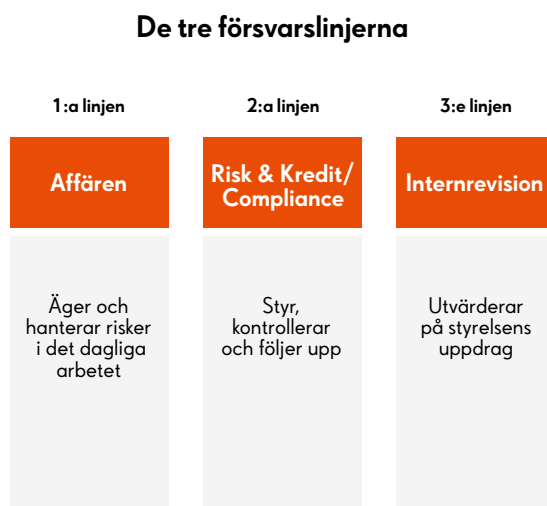 De tre försvarslinjerna
1:a linjen
2:a linjen
3:e linjen
Affären
Risk & Kredit/
Compliance
Internrevision
Äger och
hanterar risker
i det dagliga
arbetet
Styr,
kontrollerar
och följer upp
Utvärderar
på styrelsens
uppdrag